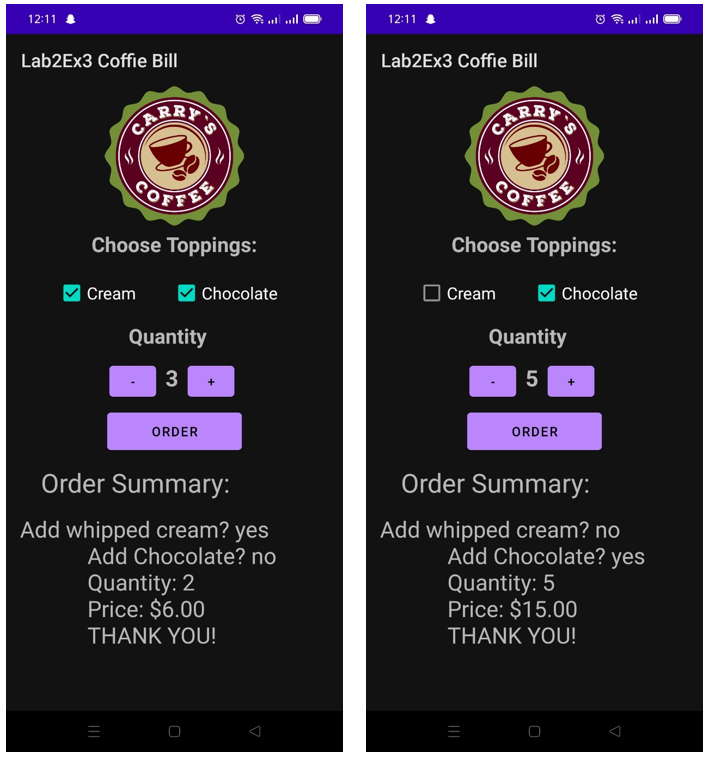 12:11
Lab2Ex3 Coffie Bill
CARRY'S
COFFEE
Choose Toppings:
Cream Chocolate
Quantity
- 3 +
ORDER
Order Summary:
Add whipped cream? yes
Add Chocolate? no
Quantity: 2
Price: $6.00
THANK YOU!
12:11
Lab2Ex3 Coffie Bill
CARRY'S
COFFEE
Choose Toppings:
Cream Chocolate
Quantity
- 5 +
ORDER
Order Summary:
Add whipped cream? no
Add Chocolate? yes
Quantity: 5
Price: $15.00
THANK YOU!